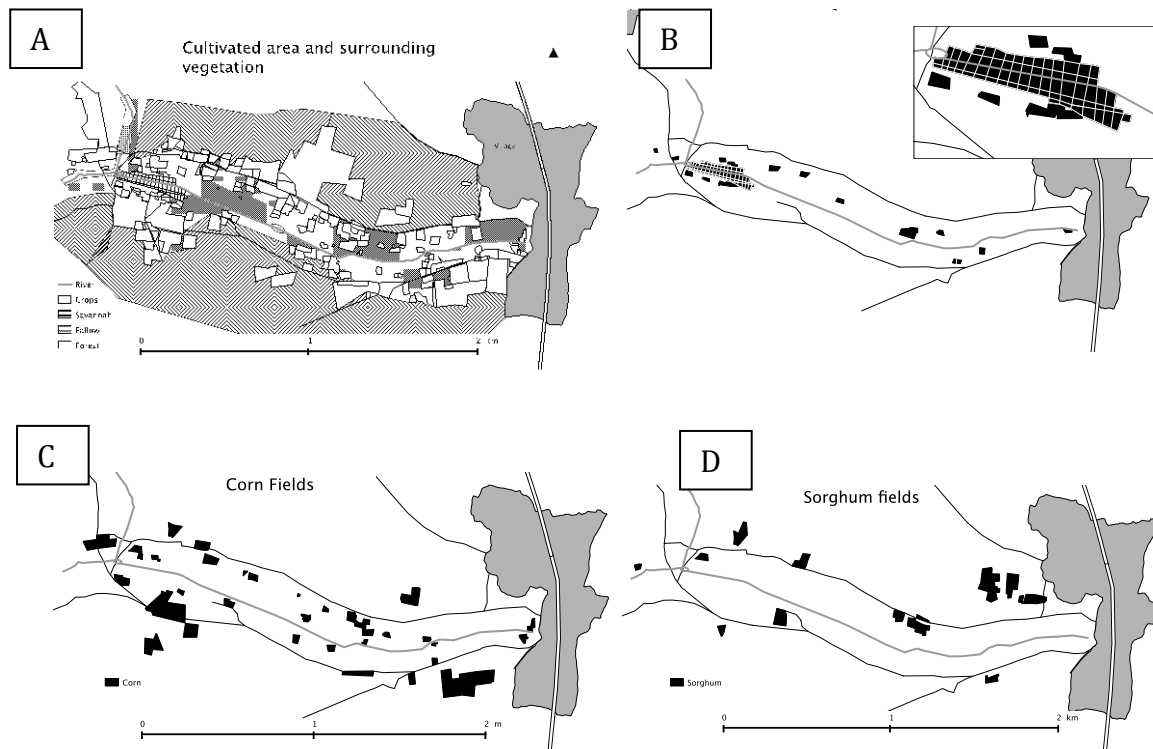 A
Cultivated area and surrounding
vegetation
River
Crops
Savannah
Fallow
Forest
0 1 2 km
B
C
Corn Fields
Corn
0 1 2 m
D
Sorghum fields
Sorghum
0 1 2 km